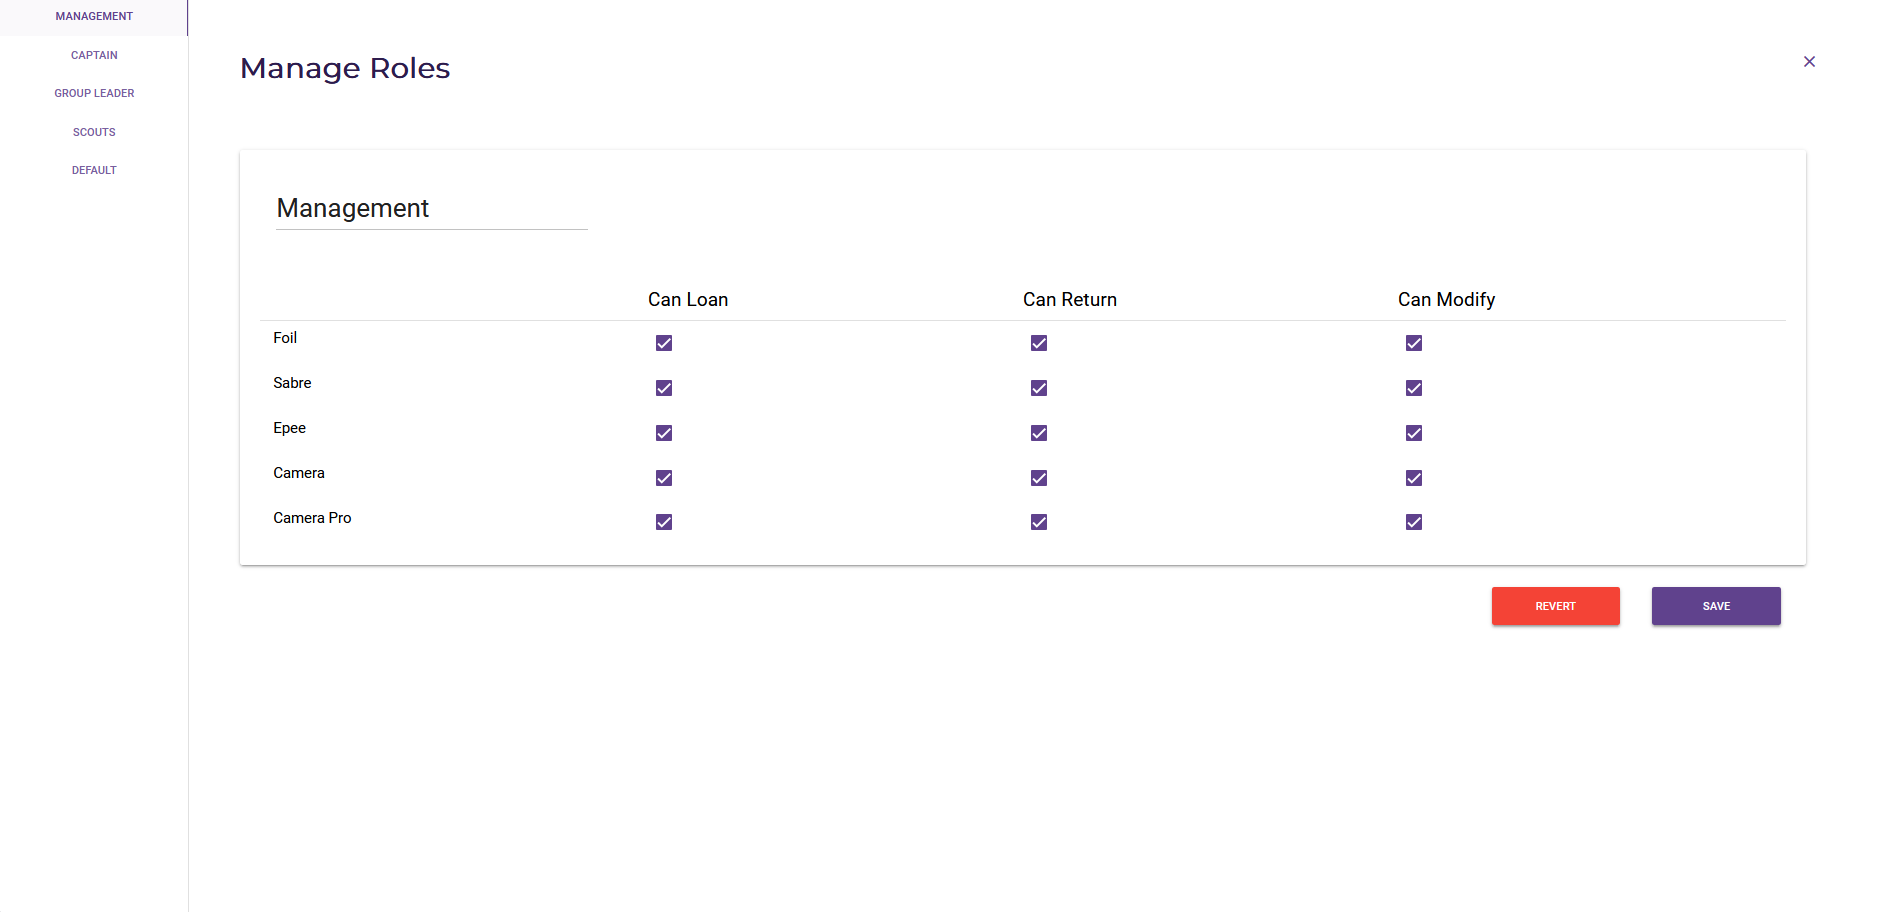 MANAGEMENT
CAPTAIN
GROUP LEADER
SCOUTS
DEFAULT
Manage Roles
Management
Can Loan Can Return Can Modify
Foil
Sabre
Epee
Camera
Camera Pro
REVERT SAVE